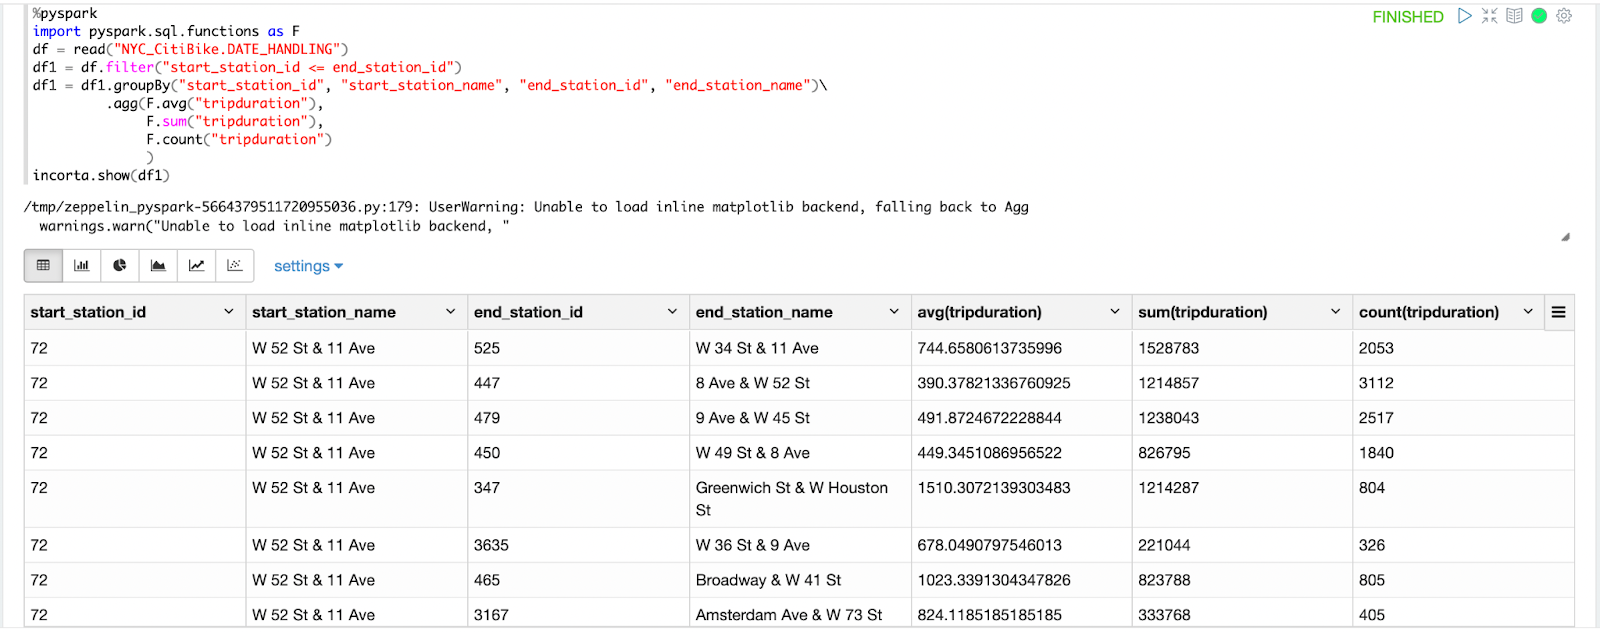 %pyspark
FINISHED
import pyspark.sql.functions as F
df = read("NYC_CitiBike.DATE_HANDLING")
df1 = df.filter("start_station_id <= end_station_id")
df1 = df1.groupBy("start_station_id", "start_station_name", "end_station_id", "end_station_name")\
.agg(F.avg("tripduration"),
F.sum("tripduration"),
F.count("tripduration")
)
incorta.show(df1)
/tmp/zeppelin_pyspark-5664379511720955036.py:179: UserWarning: Unable to load inline matplotlib backend, falling back to Agg
warnings.warn("Unable to load inline matplotlib backend, "
settings
start_station_id start_station_name end_station_id end_station_name avg(tripduration) sum(tripduration) count(tripduration)
72 W 52 St & 11 Ave 525 W 34 St & 11 Ave 744.6580613735996 1528783 2053
72 W 52 St & 11 Ave 447 8 Ave & W 52 St 390.37821336760925 1214857 3112
72 W 52 St & 11 Ave 479 9 Ave & W 45 St 491.8724672228844 1238043 2517
72 W 52 St & 11 Ave 450 W 49 St & 8 Ave 449.3451086956522 826795 1840
72 W 52 St & 11 Ave 347 Greenwich St & W Houston 1510.3072139303483 1214287 804
St
72 W 52 St & 11 Ave 3635 W 36 St & 9 Ave 678.0490797546013 221044 326
72 W 52 St & 11 Ave 465 Broadway & W 41 St 1023.3391304347826 823788 805
72 W 52 St & 11 Ave 3167 Amsterdam Ave & W 73 St 824.1185185185185 333768 405